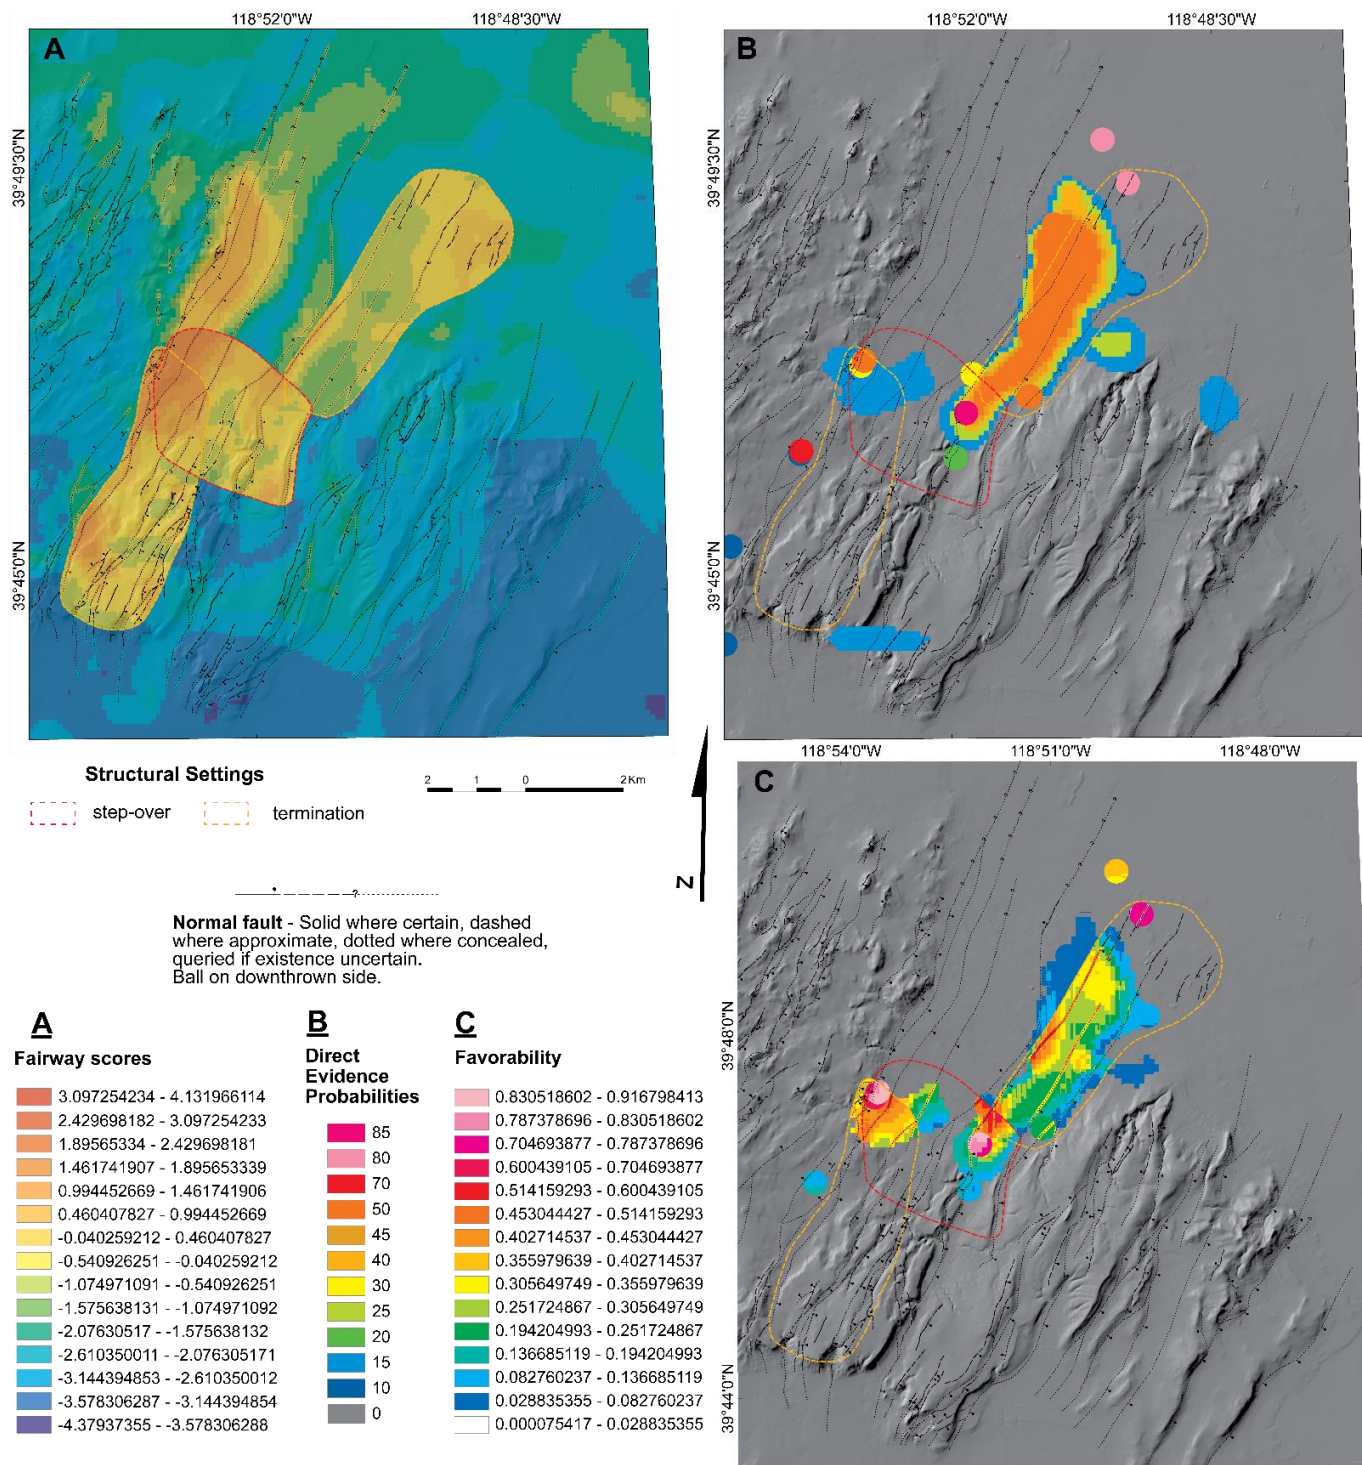 118°52'0"W
118°48'30"W
118°52'0"W
118°48'30"W
A
B
39°49'30"N
39°49'30"N
39°45'0"N
39°45'0"N
Structural Settings
step-over
termination
2 1 0 2 Km
N
?
Normal fault - Solid where certain, dashed
where approximate, dotted where concealed,
queried if existence uncertain.
Ball on downthrown side.
118°54'0"W
118°51'0"W
118°48'0"W
C
39°48'0"N
39°44'0"N
A
Fairway scores
3.097254234 - 4.131966114
2.429698182 - 3.097254233
1.89565334 - 2.429698181
1.461741907 - 1.895653339
0.994452669 - 1.461741906
0.460407827 - 0.994452669
-0.040259212 - 0.460407827
-0.540926251 - -0.040259212
-1.074971091 - -0.540926251
-1.575638131 - -1.074971092
-2.07630517 - -1.575638132
-2.610350011 - -2.076305171
-3.144394853 - -2.610350012
-3.578306287 - -3.144394854
-4.37937355 - -3.578306288
B
Direct
Evidence
Probabilities
85
80
70
50
45
40
30
25
20
15
10
0
C
Favorability
0.830518602 - 0.916798413
0.787378696 - 0.830518602
0.704693877 - 0.787378696
0.600439105 - 0.704693877
0.514159293 - 0.600439105
0.453044427 - 0.514159293
0.402714537 - 0.453044427
0.355979639 - 0.402714537
0.305649749 - 0.355979639
0.251724867 - 0.305649749
0.194204993 - 0.251724867
0.136685119 - 0.194204993
0.082760237 - 0.136685119
0.028835355 - 0.082760237
0.000075417 - 0.028835355